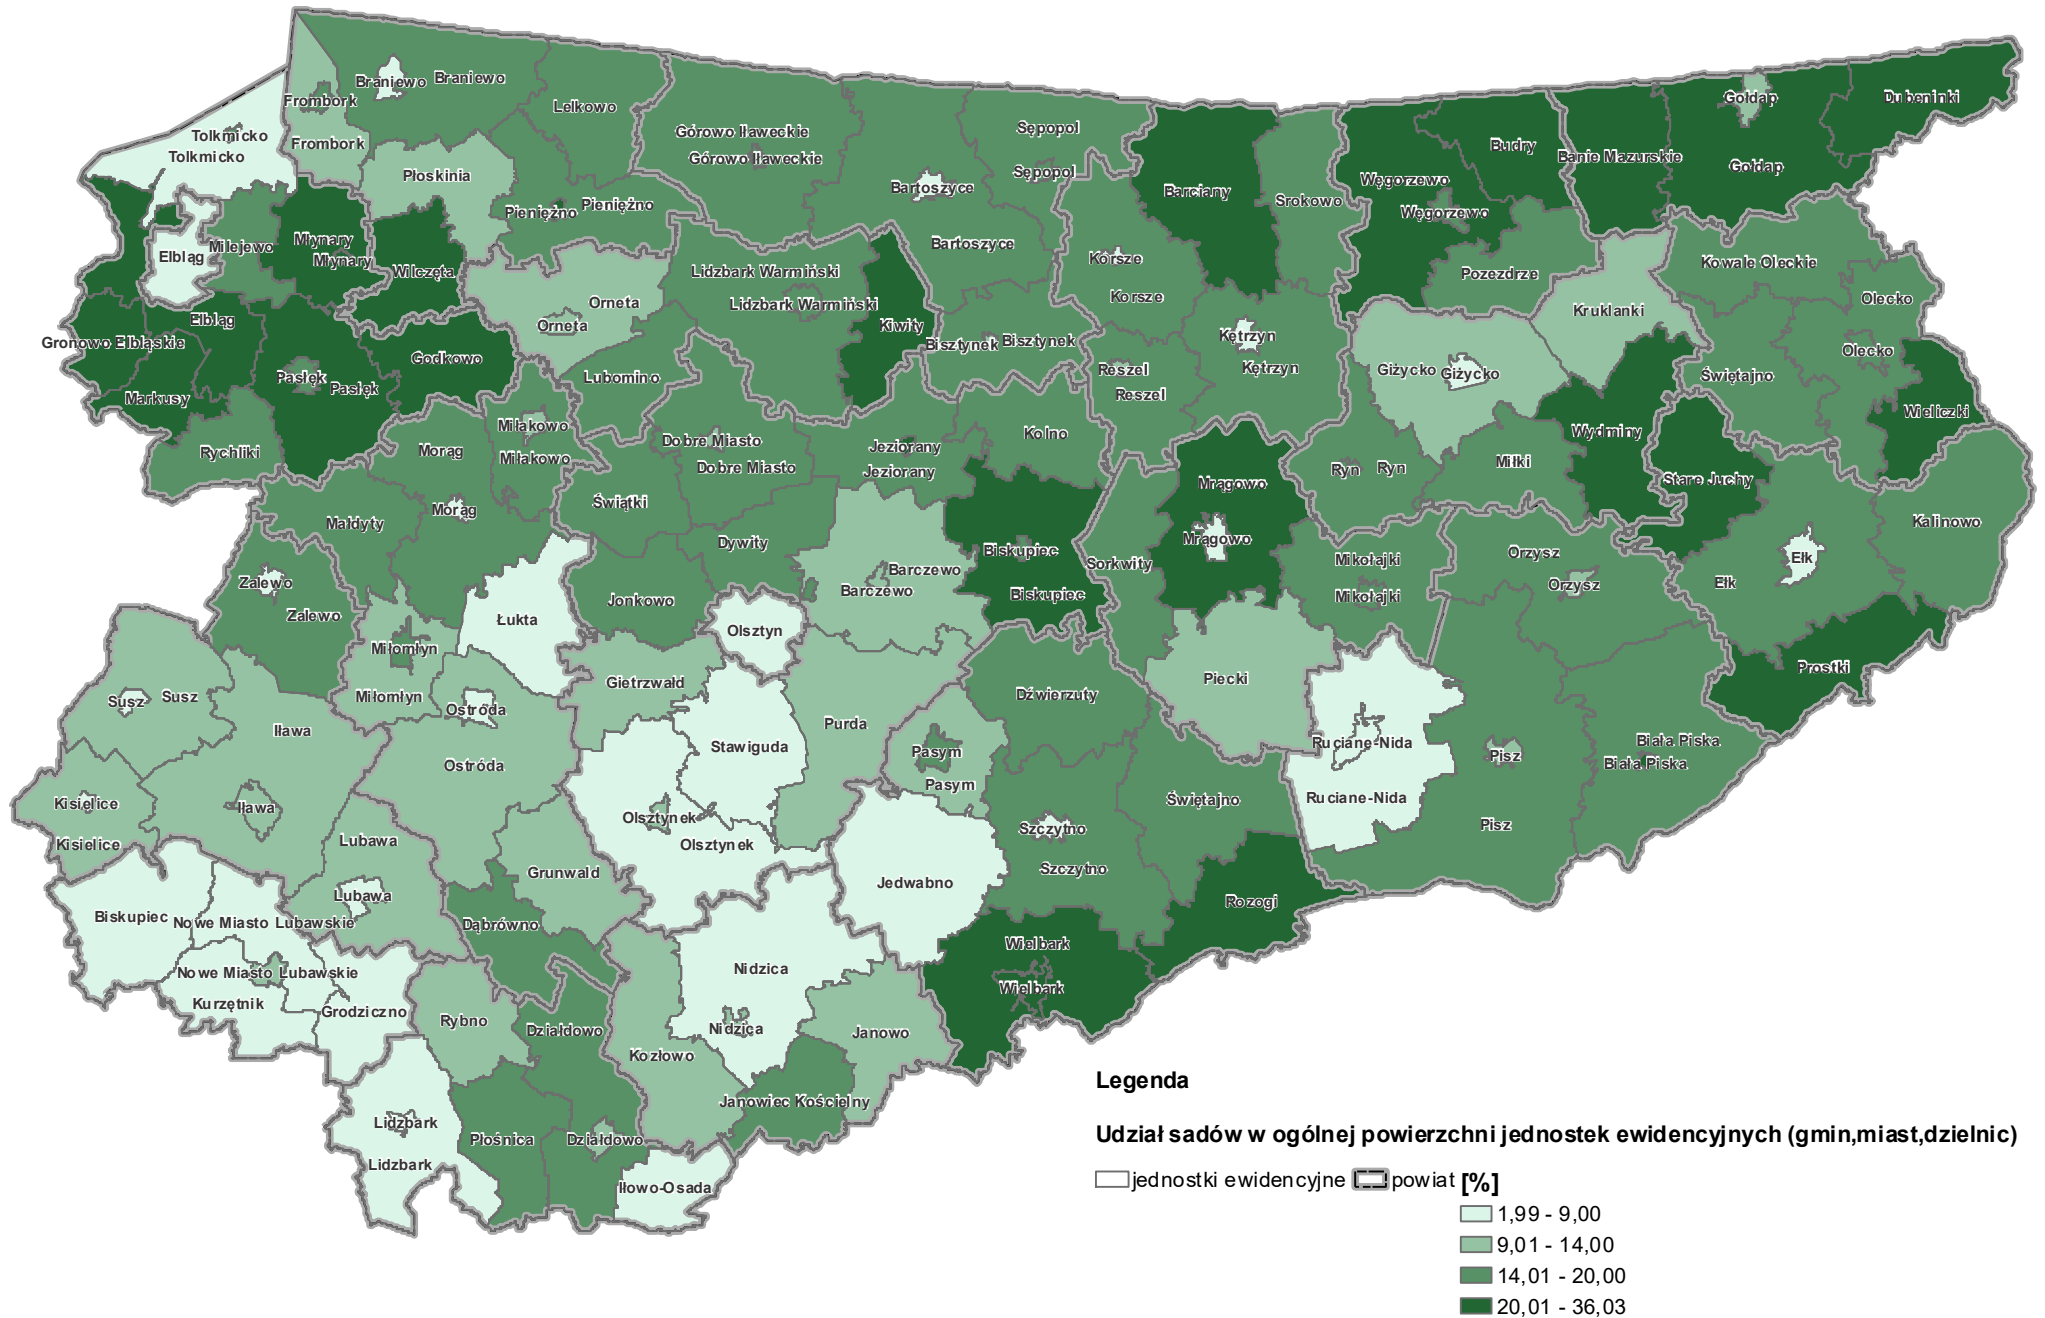 Braniewo
Braniewo
Frombork
Lelkowo
Tolkmicko
Frombork
Tolkmicko
Górowo Iławeckie
Górowo Iławeckie
Sępopol
Sępopol
Płoskinia
Bartoszyce
Barciany
Srokowo
Węgorzewo
Budry
Banie Mazurskie
Gołdap
Dubeninki
Gołdap
Pieniężno
Pieniężno
Węgorzewo
Elbląg
Milejewo
Młynary
Młynary
Wilczęta
Bartoszyce
Korsze
Korsze
Lidzbark Warmiński
Lidzbark Warmiński
Pozezdrze
Kowale Oleckie
Olecko
Orneta
Orneta
Kiwity
Kruklanki
Elbląg
Gronowo Elbląskie
Godkowo
Bisztynek
Bisztynek
Kętrzyn
Kętrzyn
Olecko
Pasłęk
Pasłęk
Lubomino
Reszel
Reszel
Giżycko
Giżycko
Świętajno
Markusy
Wieliczki
Rychliki
Morąg
Miłakowo
Miłakowo
Dobre Miasto
Dobre Miasto
Jeziorany
Jeziorany
Kolno
Wydminy
Ryn
Ryn
Miłki
Stare Juchy
Mrągowo
Mrągowo
Małdyty
Morąg
Świątki
Kalinowo
Dywity
Biskupiec
Biskupiec
Sorkwity
Mikołajki
Mikołajki
Orzysz
Orzysz
Ełk
Ełk
Zalewo
Zalewo
Barczewo
Barczewo
Jonkowo
Łukta
Olsztyn
Miłomłyn
Miłomłyn
Susz
Susz
Ostróda
Gietrzwałd
Piecki
Dźwierzuty
Prostki
Iława
Purda
Stawiguda
Ruciane-Nida
Ruciane-Nida
Biała Piska
Biała Piska
Pasym
Pasym
Pisz
Pisz
Ostróda
Kisielice
Kisielice
Iława
Świętajno
Olsztynek
Olsztynek
Szczytno
Szczytno
Lubawa
Lubawa
Grunwald
Jedwabno
Rozogi
Biskupiec
Nowe Miasto Lubawskie
Dąbrówno
Wielbark
Wielbark
Nowe Miasto Lubawskie
Nidzica
Nidzica
Kurzętnik
Grodziczno
Rybno
Działdowo
Janowo
Kozłowo
Janowiec Kościelny
Lidzbark
Lidzbark
Płośnica
Działdowo
Iłowo-Osada
Legenda
Udział sadów w ogólnej powierzchni jednostek ewidencyjnych (gmin,miast,dzielnic)
jednostki ewidencyjne powiat [%]
1,99 - 9,00
9,01 - 14,00
14,01 - 20,00
20,01 - 36,03